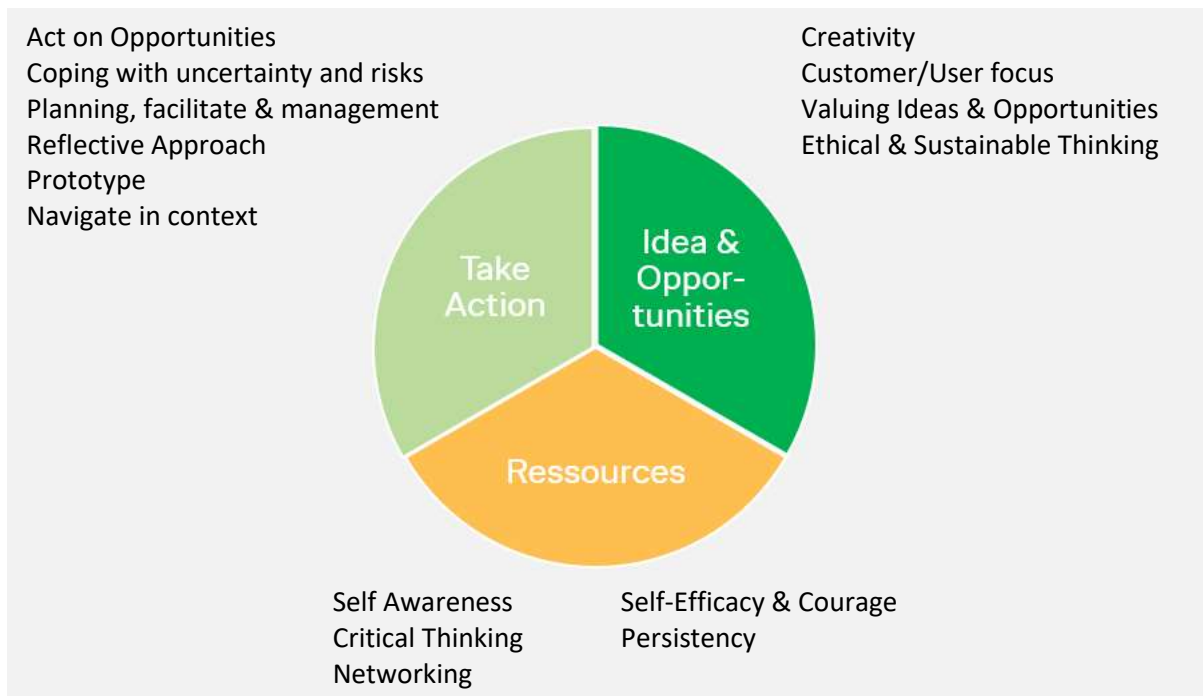 Act on Opportunities
Coping with uncertainty and risks
Planning, facilitate & management
Reflective Approach
Prototype
Navigate in context
Creativity
Customer/User focus
Valuing Ideas & Opportunities
Ethical & Sustainable Thinking
Take
Action
Idea &
Oppor-
tunities
Ressources
Self Awareness
Critical Thinking
Networking
Self-Efficacy & Courage
Persistency